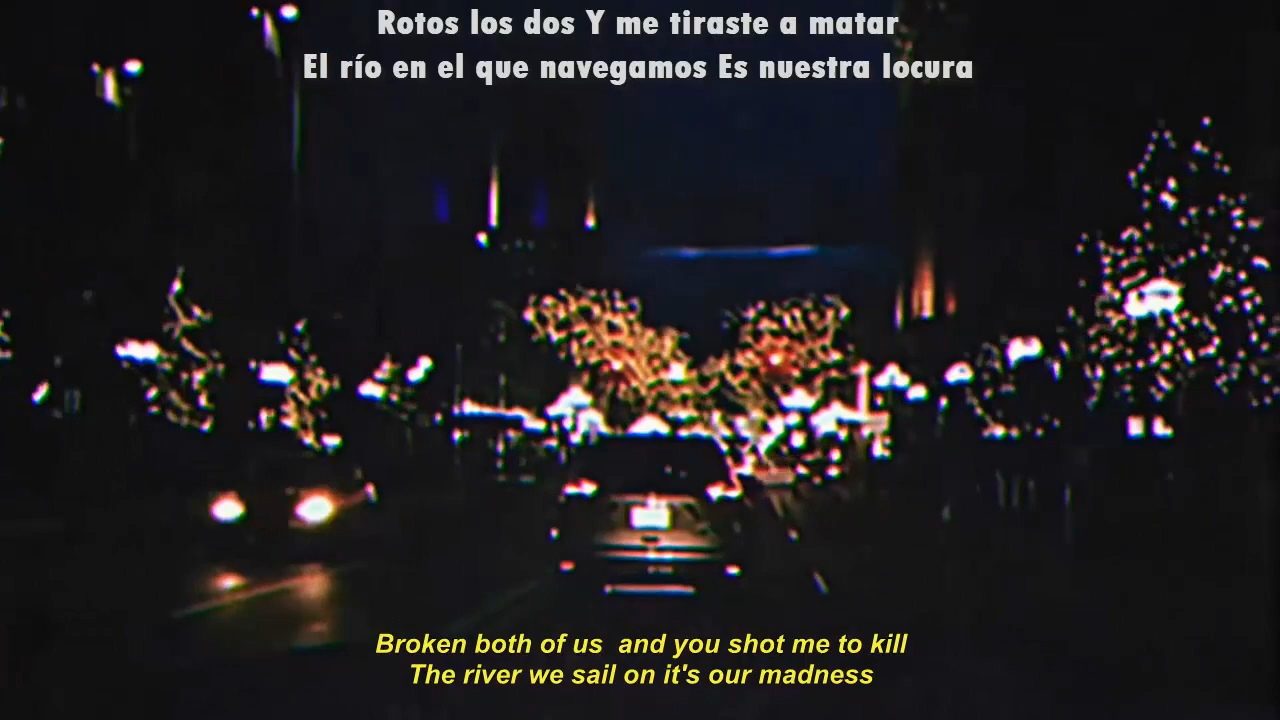 Rotos los dos Y me tiraste a matar
El río en el que navegamos Es nuestra locura
Broken both of us  and you shot me to kill
The river we sail on it's our madness